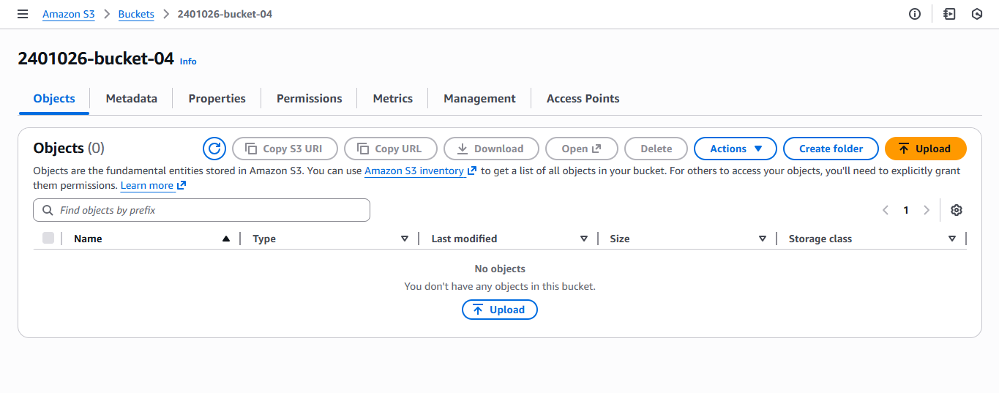 Amazon S3 > Buckets > 2401026-bucket-04
2401026-bucket-04 Info
Objects Metadata Properties Permissions Metrics Management Access Points
Objects (0) Copy S3 URI Copy URL Download Open Delete Actions Create folder Upload
Objects are the fundamental entities stored in Amazon S3. You can use Amazon S3 inventory to get a list of all objects in your bucket. For others to access your objects, you'll need to explicitly grant
them permissions. Learn more
Find objects by prefix 1
Name Type Last modified Size Storage class
No objects
You don't have any objects in this bucket.
Upload